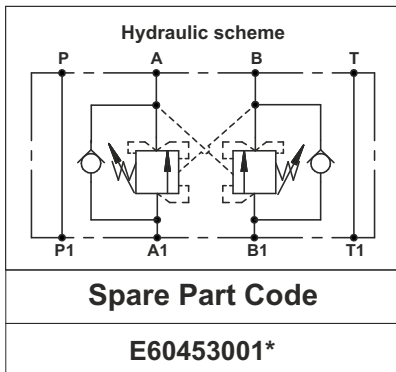 Hydraulic scheme
P A B T
P1 A1 B1 T1
Spare Part Code
E60453001*